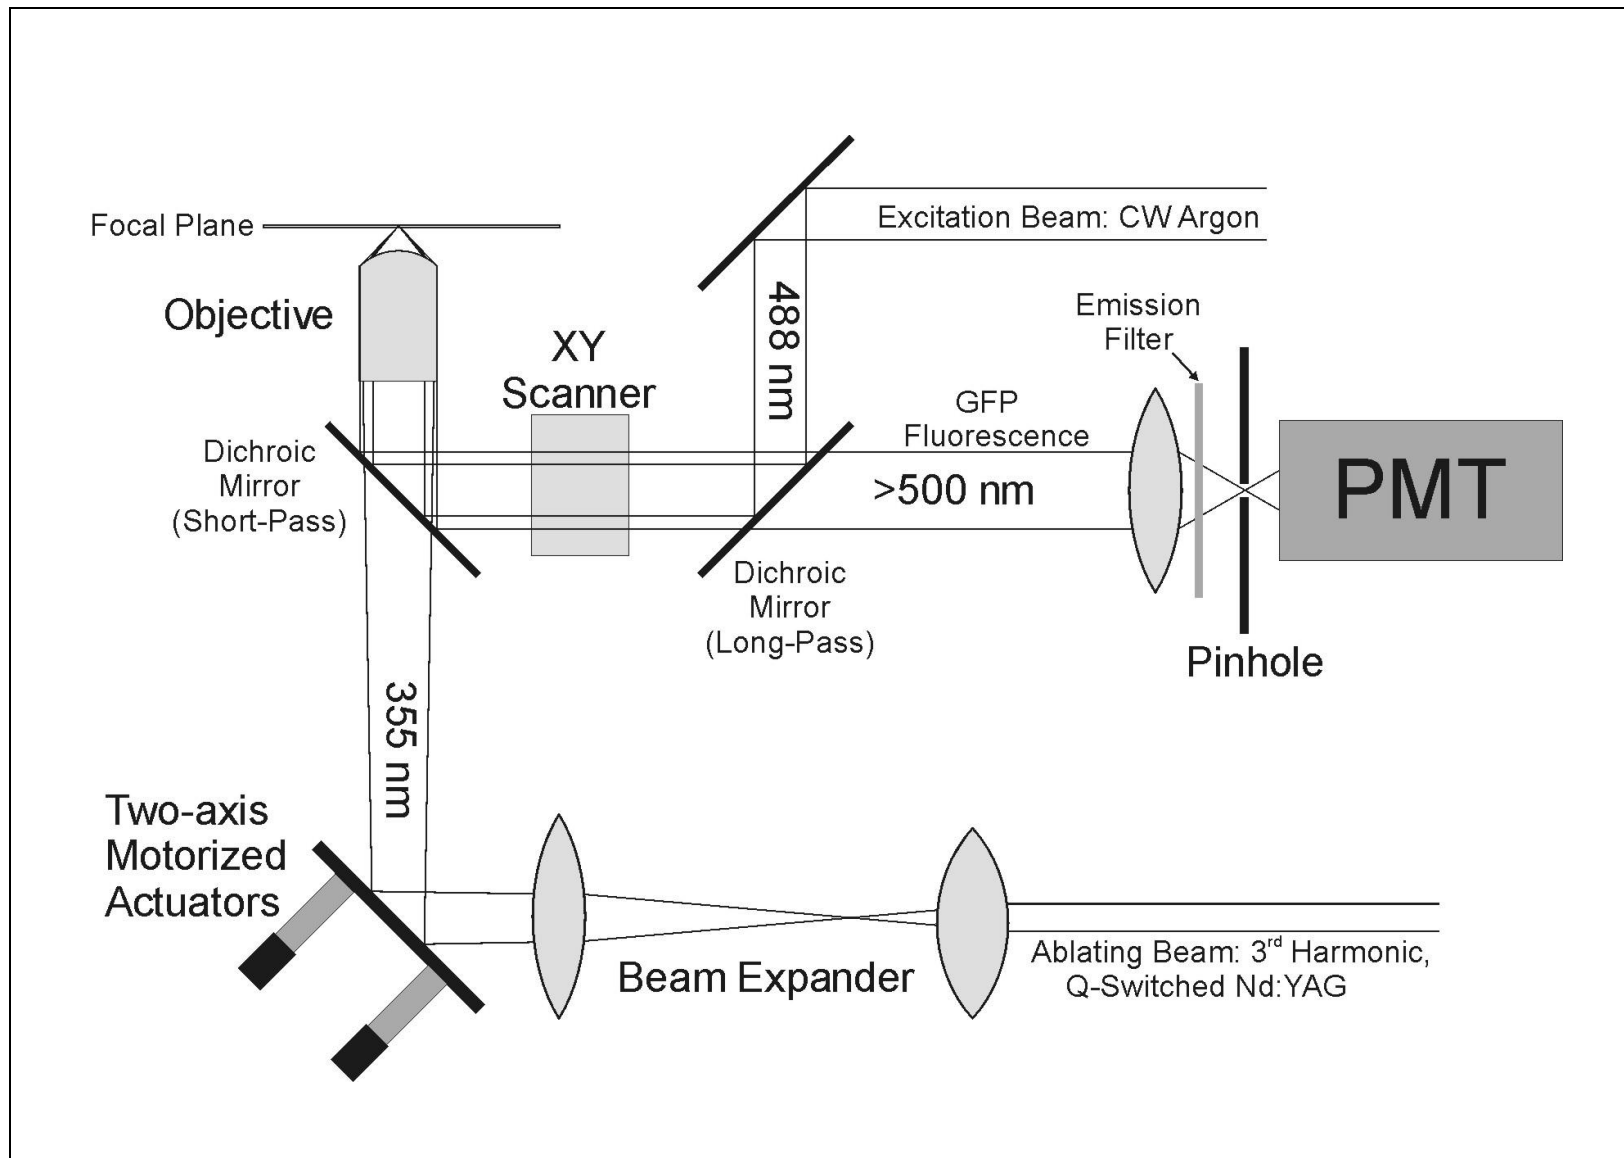 Focal Plane
Objective
XY
Scanner
Excitation Beam: CW Argon
488 nm
Emission
Filter
GFP
Fluorescence
>500 nm
PMT
Pinhole
Dichroic
Mirror
(Short-Pass)
Dichroic
Mirror
(Long-Pass)
355 nm
Two-axis
Motorized
Actuators
Beam Expander
Ablating Beam: 3rd Harmonic,
Q-Switched Nd:YAG